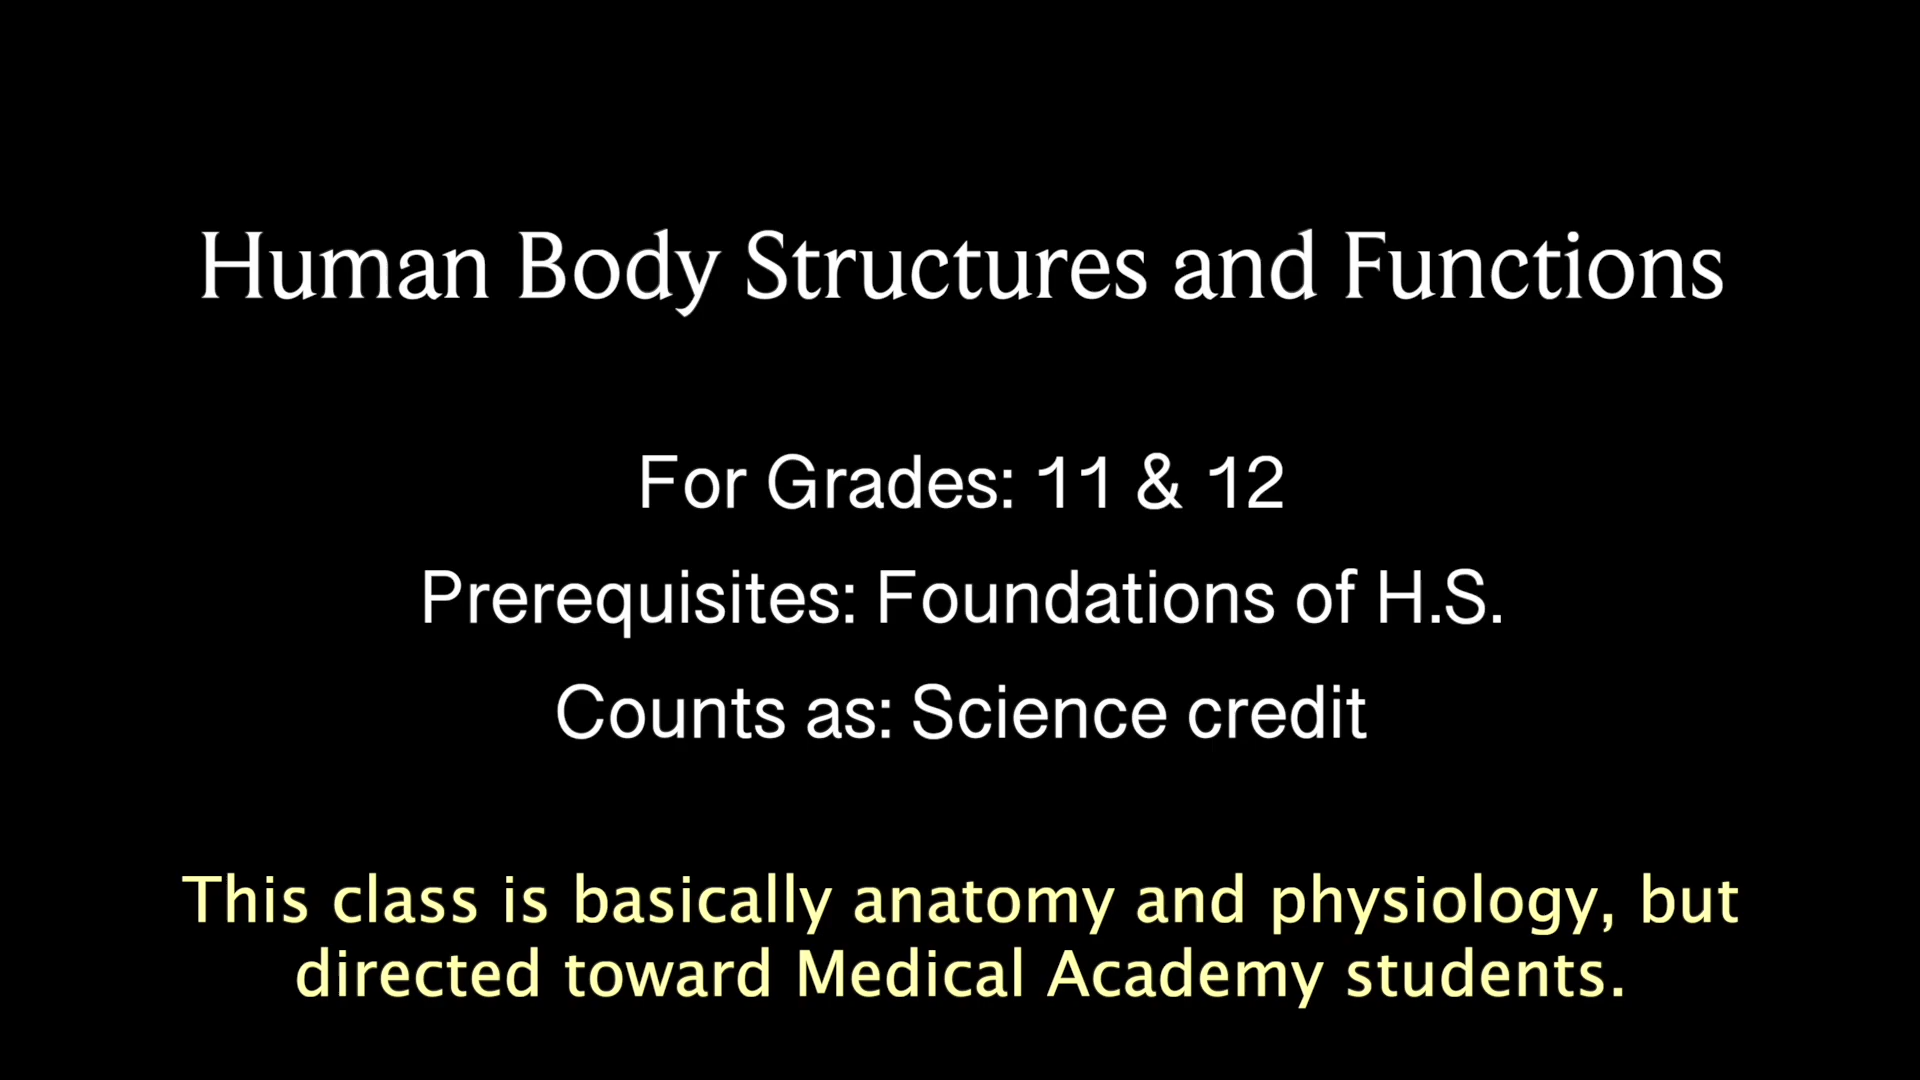 Human Body Structures and Functions
For Grades: 11 & 12
Prerequisites: Foundations of H.S.
Counts as: Science credit
This class is basically anatomy and physiology, but
directed toward Medical Academy students.